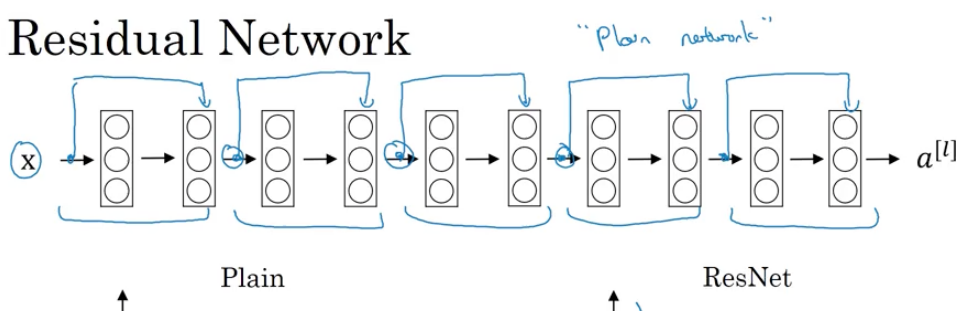 Residual Network
"Plain network"
x
a[l]
Plain
ResNet